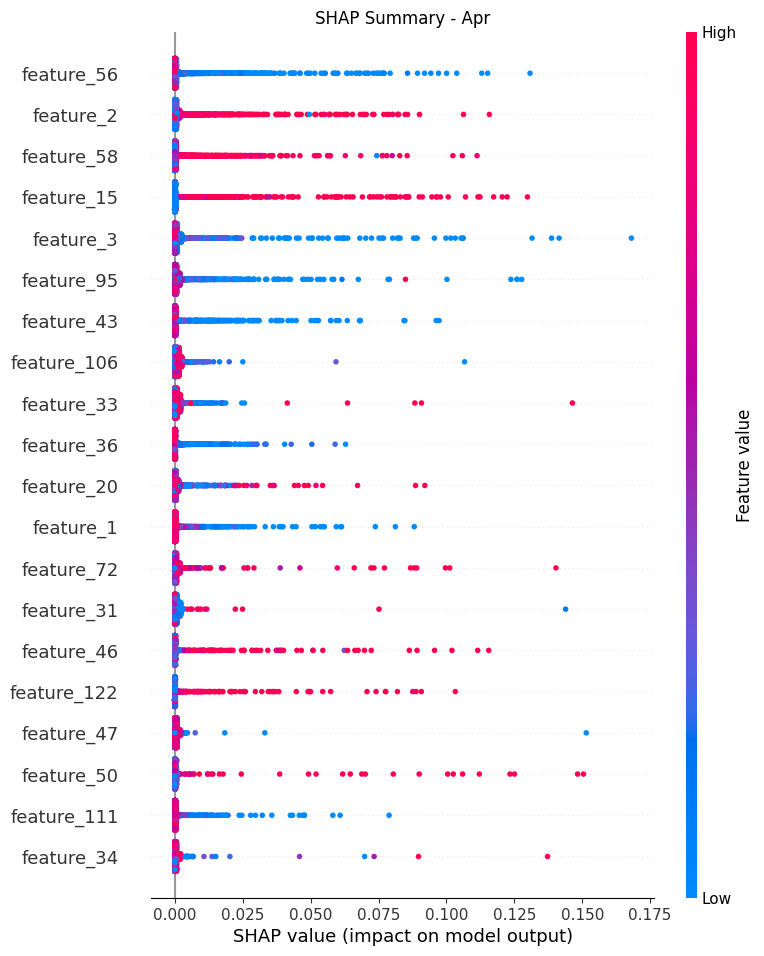 SHAP Summary - Apr
High
feature_56
feature_2
feature_58
feature_15
feature_3
feature_95
feature_43
feature_106
feature_33
feature_36
feature_20
feature_1
feature_72
feature_31
feature_46
feature_122
feature_47
feature_50
feature_111
feature_34
Feature value
Low
0.000 0.025 0.050 0.075 0.100 0.125 0.150 0.175
SHAP value (impact on model output)